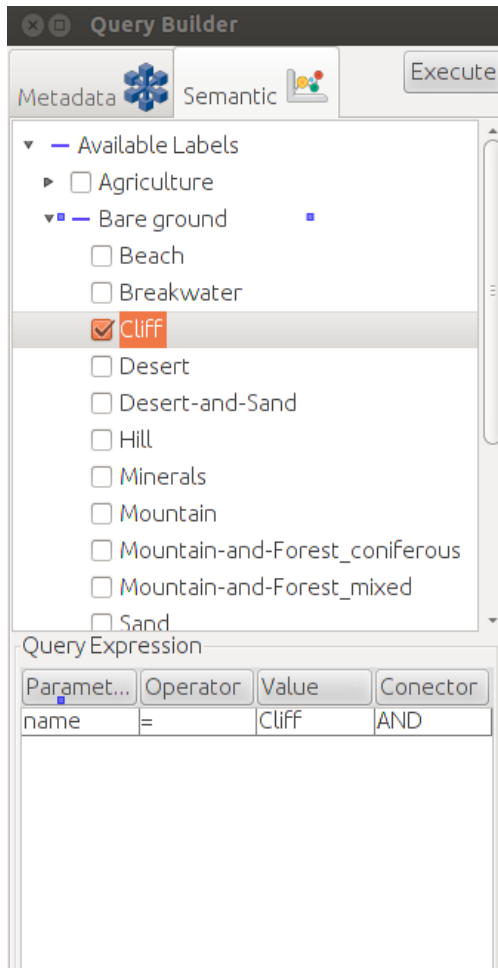 Query Builder
Metadata Semantic Execute
Available Labels
Agriculture
Bare ground
Beach
Breakwater
Cliff
Desert
Desert-and-Sand
Hill
Minerals
Mountain
Mountain-and-Forest_coniferous
Mountain-and-Forest_mixed
Sand
Query Expression
Paramet... Operator Value Conector
name = Cliff AND